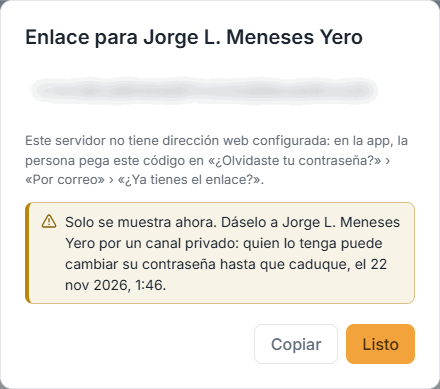 Enlace para Jorge L. Meneses Yero
Este servidor no tiene dirección web configurada: en la app, la
persona pega este código en «¿Olvidaste tu contraseña?» ›
«Por correo» › «¿Ya tienes el enlace?».
Solo se muestra ahora. Dáselo a Jorge L. Meneses
Yero por un canal privado: quien lo tenga puede
cambiar su contraseña hasta que caduque, el 22
nov 2026, 1:46.
Copiar
Listo